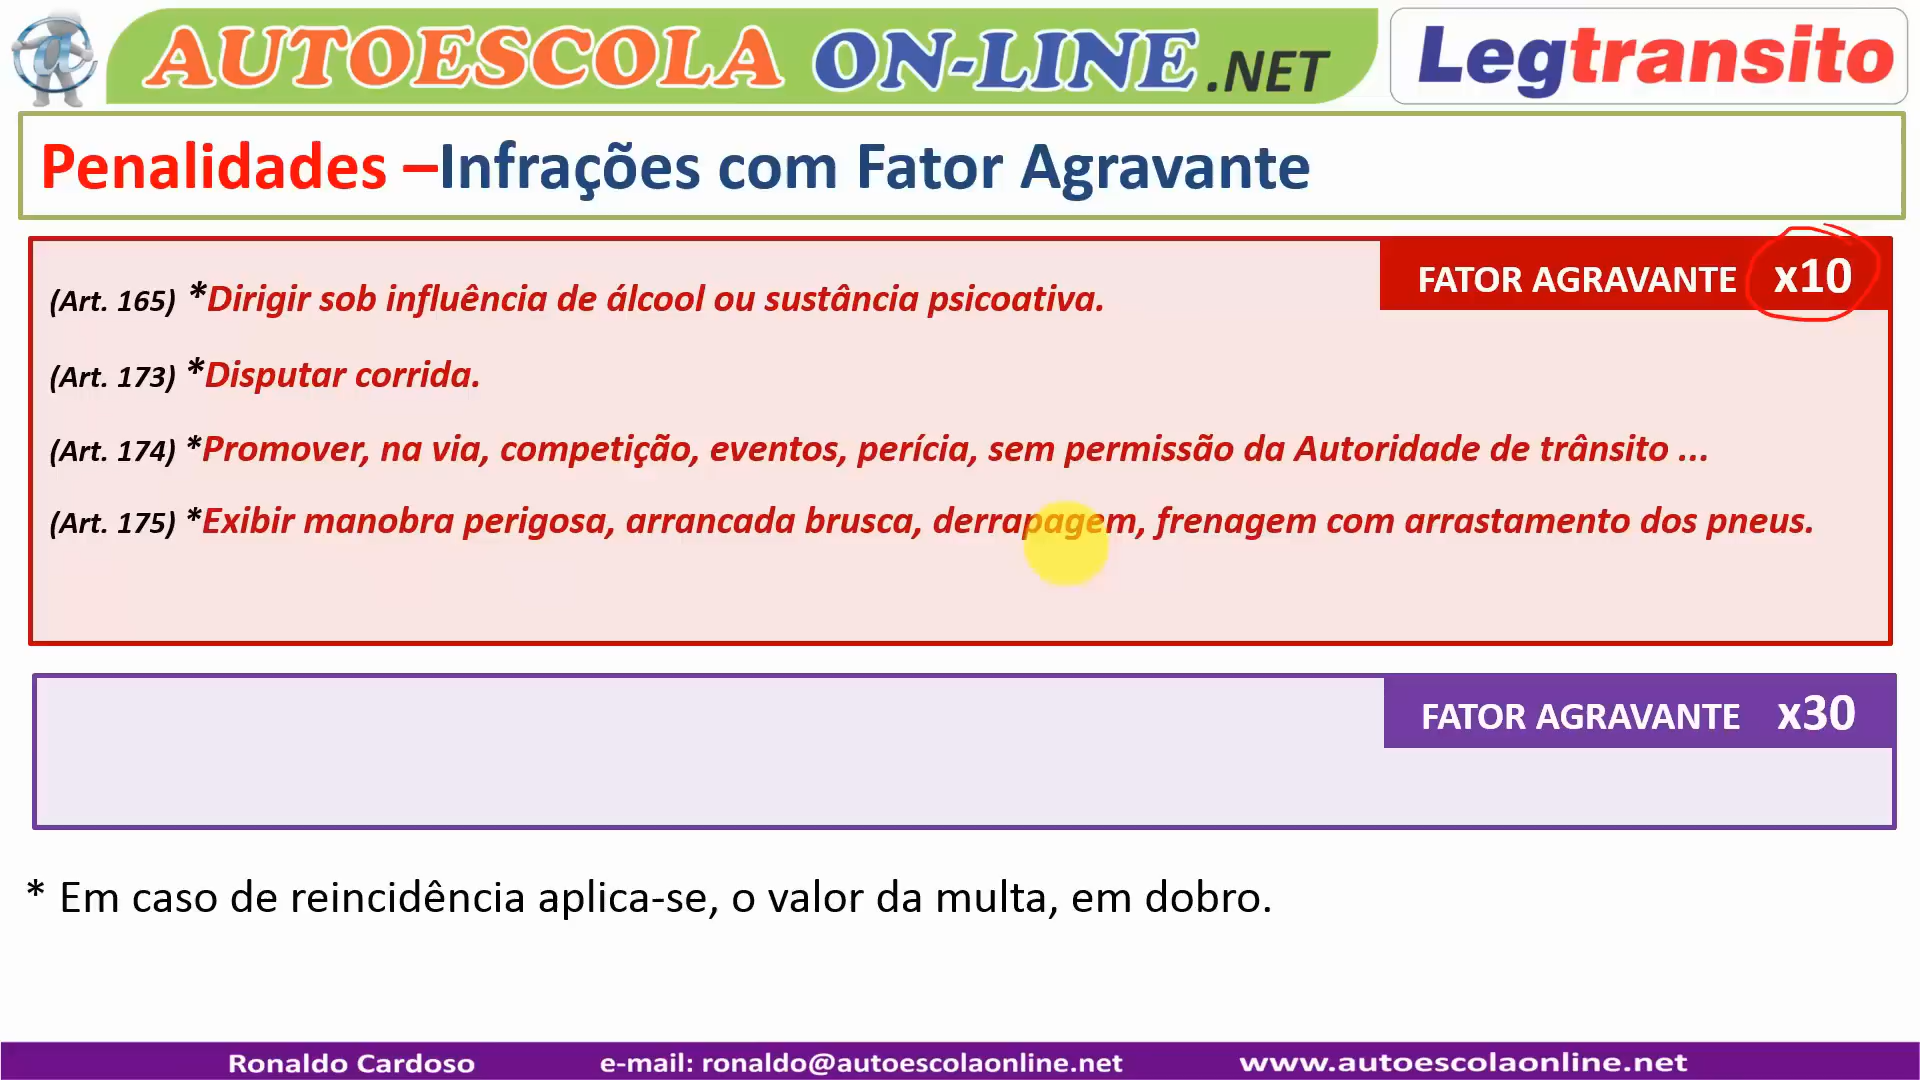 AUTOESCOLA ON-LINE.NET
Legtransito
Penalidades –Infrações com Fator Agravante
FATOR AGRAVANTE x10
(Art. 165) *Dirigir sob influência de álcool ou sustância psicoativa.
(Art. 173) *Disputar corrida.
(Art. 174) *Promover, na via, competição, eventos, perícia, sem permissão da Autoridade de trânsito ...
(Art. 175) *Exibir manobra perigosa, arrancada brusca, derrapagem, frenagem com arrastamento dos pneus.
FATOR AGRAVANTE x30
* Em caso de reincidência aplica-se, o valor da multa, em dobro.
Ronaldo Cardoso e-mail: ronaldo@autoescolaonline.net www.autoescolaonline.net